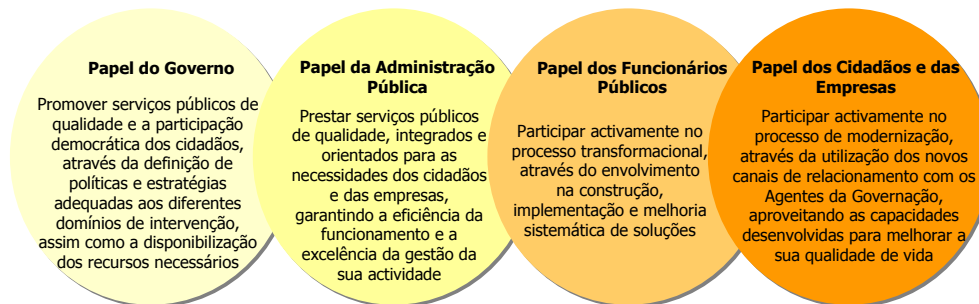 Papel do Governo
Promover serviços públicos de
qualidade e a participação
democrática dos cidadãos,
através da definição de
políticas e estratégias
adequadas aos diferentes
domínios de intervenção,
assim como a disponibilização
dos recursos necessários
Papel da Administração
Pública
Prestar serviços públicos
de qualidade, integrados e
orientados para as
necessidades dos cidadãos
e das empresas,
garantindo a eficiência da
funcionamento e a
excelência da gestão da
sua actividade
Papel dos Funcionários
Públicos
Participar activamente no
processo transformacional,
através do envolvimento
na construção,
implementação e melhoria
sistemática de soluções
Papel dos Cidadãos e das
Empresas
Participar activamente no
processo de modernização,
através da utilização dos novos
canais de relacionamento com os
Agentes da Governação,
aproveitando as capacidades
desenvolvidas para melhorar a
sua qualidade de vida